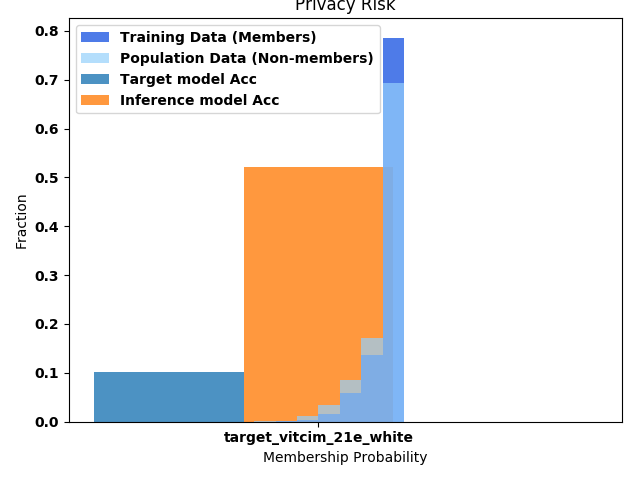 Privacy Risk
Training Data (Members)
Population Data (Non-members)
Target model Acc
Inference model Acc
0.8
0.7
0.6
0.5
0.4
0.3
0.2
0.1
0.0
Fraction
target_vitcim_21e_white
Membership Probability